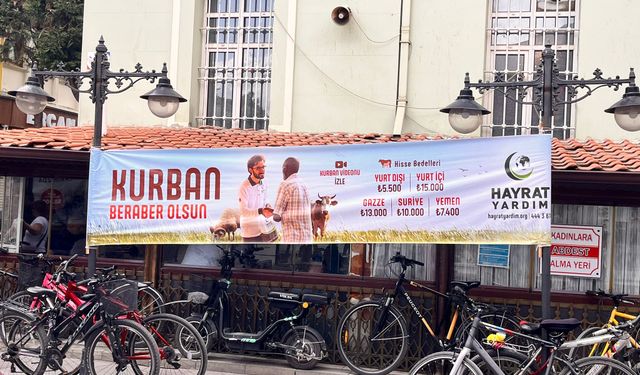 KURBAN
BERABER OLSUN
KURBAN VİDEONU
İZLE
Hisse Bedelleri
YURT DIŞI
₺5.500
YURT İÇİ
₺15.000
GAZZE
₺13.000
SURİYE
₺10.000
YEMEN
₺7.400
HAYRAT
YARDIM
hayratyardim.org
KADINLARA
ABDEST
ALMA YERİ